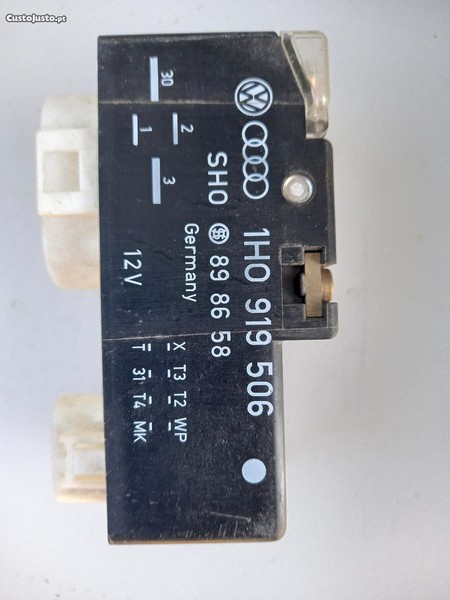 CustoJusto.pt
1H0 919 506
SHO 89 86 58
Germany
12V
30
2
1
3
X T3 T2 WP
T 31 T4 MK